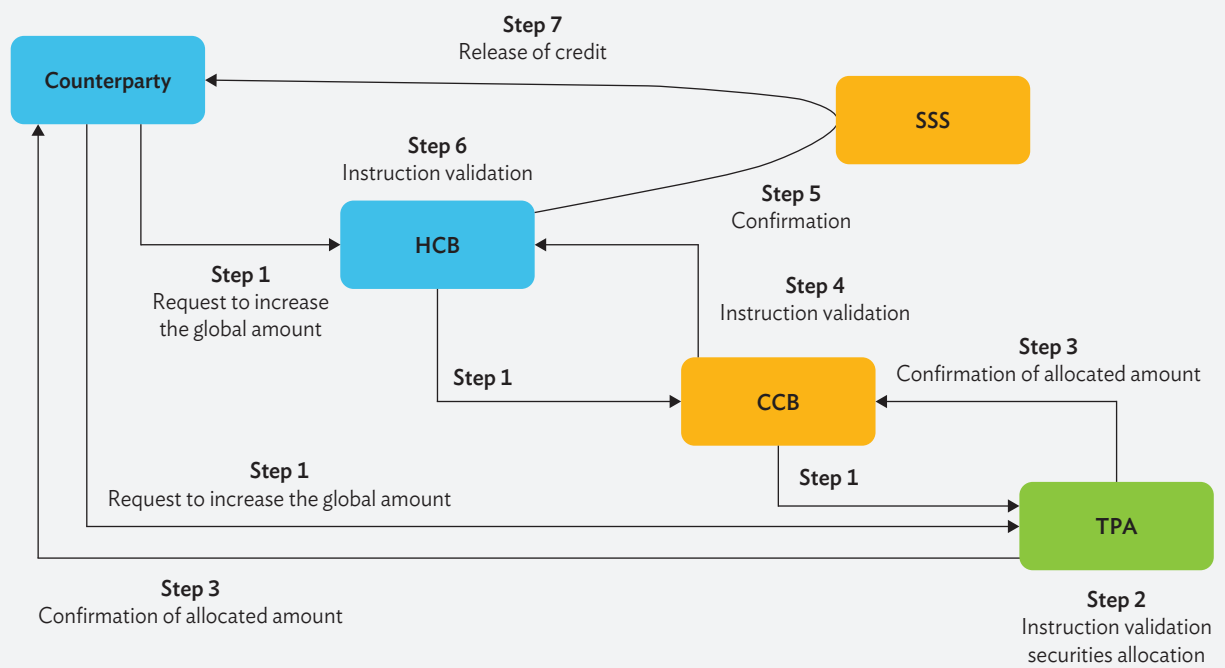 Step 7
Release of credit
Counterparty
SSS
Step 6
Instruction validation
Step 5
Confirmation
HCB
Step 1
Request to increase
the global amount
Step 4
Instruction validation
Step 3
Confirmation of allocated amount
Step 1
CCB
Step 1
Request to increase the global amount
Step 1
TPA
Step 3
Confirmation of allocated amount
Step 2
Instruction validation
securities allocation